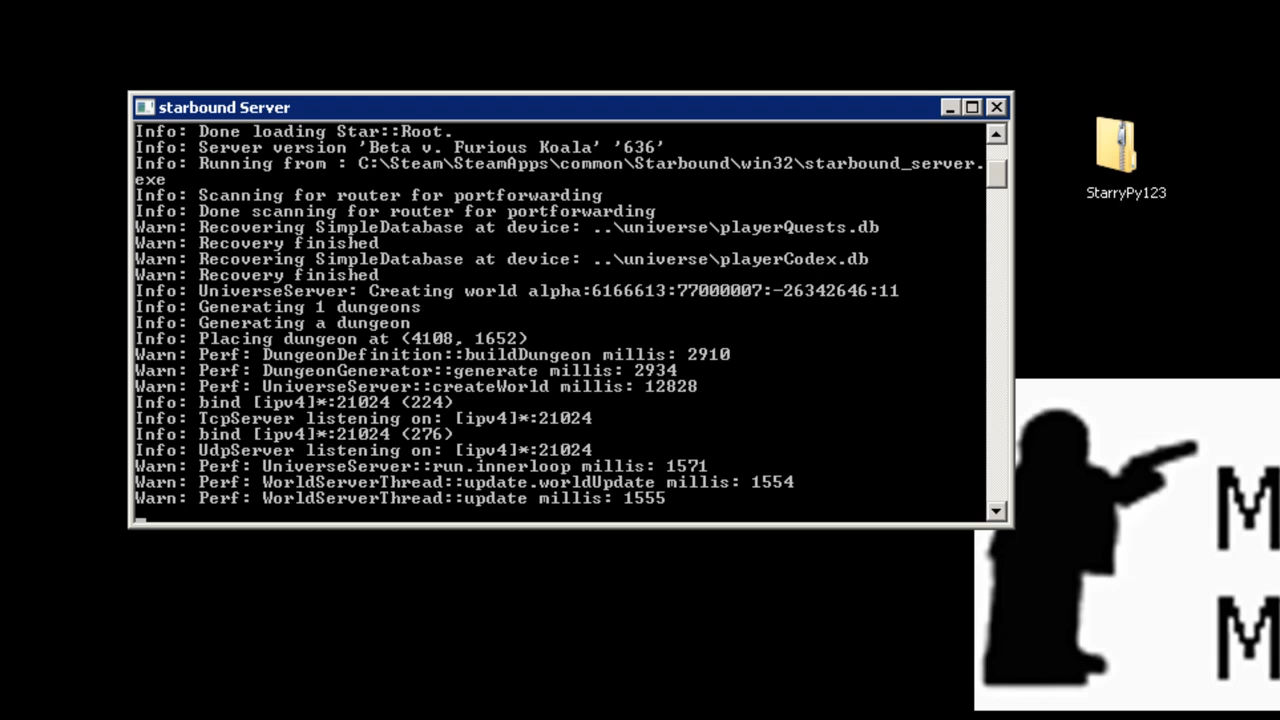 starbound Server
Info: Done loading Star::Root.
Info: Server version 'Beta v. Furious Koala' '636'
Info: Running from : C:\Steam\SteamApps\common\Starbound\win32\starbound_server.
exe
Info: Scanning for router for portforwarding
Info: Done scanning for router for portforwarding
Warn: Recovering SimpleDatabase at device: ..\universe\playerQuests.db
Warn: Recovery finished
Warn: Recovering SimpleDatabase at device: ..\universe\playerCodex.db
Warn: Recovery finished
Info: UniverseServer: Creating world alpha:6166613:77000007:-26342646:11
Info: Generating 1 dungeons
Info: Generating a dungeon
Info: Placing dungeon at (4108, 1652)
Warn: Perf: DungeonDefinition::buildDungeon millis: 2910
Warn: Perf: DungeonGenerator::generate millis: 2934
Warn: Perf: UniverseServer::createWorld millis: 12828
Info: bind [ipv4]*:21024 (224)
Info: TcpServer listening on: [ipv4]*:21024
Info: bind [ipv4]*:21024 (276)
Info: UdpServer listening on: [ipv4]*:21024
Warn: Perf: UniverseServer::run.innerloop millis: 1571
Warn: Perf: WorldServerThread::update.worldUpdate millis: 1554
Warn: Perf: WorldServerThread::update millis: 1555
StarryPy123
M
M